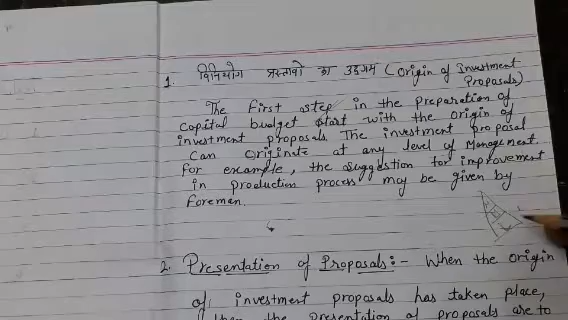 1. विनियोग प्रस्तावो का उद्गम (Origin of Investment
Proposals)
The first step in the preparation of
capital budget start with the origin of
investment proposals The investment proposal
can originate at any level of Management.
for example, the suggestion for improvement
in production process may be given by
foreman.
2. Presentation of Proposals:- When the origin
of investment proposals has taken place,
then the presentation of proposals are to